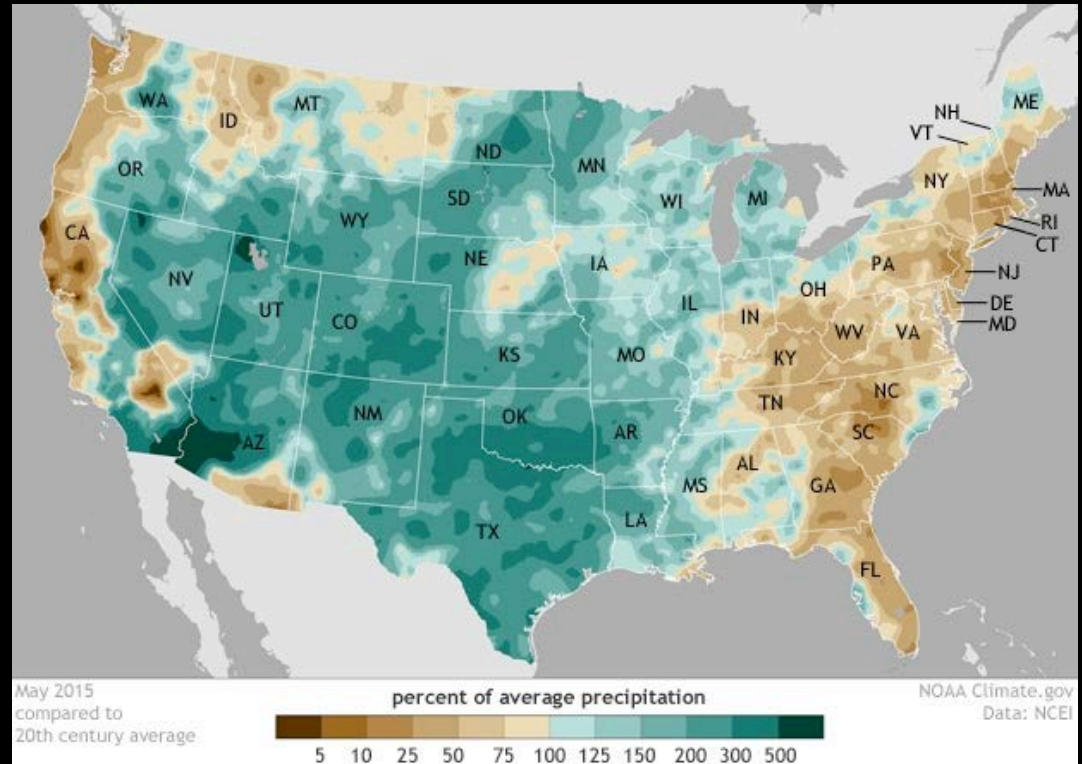 WA
MT
ND
MN
ME
NH
VT
ID
OR
SD
WI
MI
NY
MA
RI
CT
WY
CA
NE
IA
PA
NJ
NV
UT
CO
IL
IN
OH
WV
VA
DE
MD
KS
MO
KY
NC
AZ
NM
OK
AR
TN
SC
MS
AL
GA
TX
LA
FL
May 2015
compared to
20th century average
percent of average precipitation
5 10 25 50 75 100 125 150 200 300 500
NOAA Climate.gov
Data: NCEI